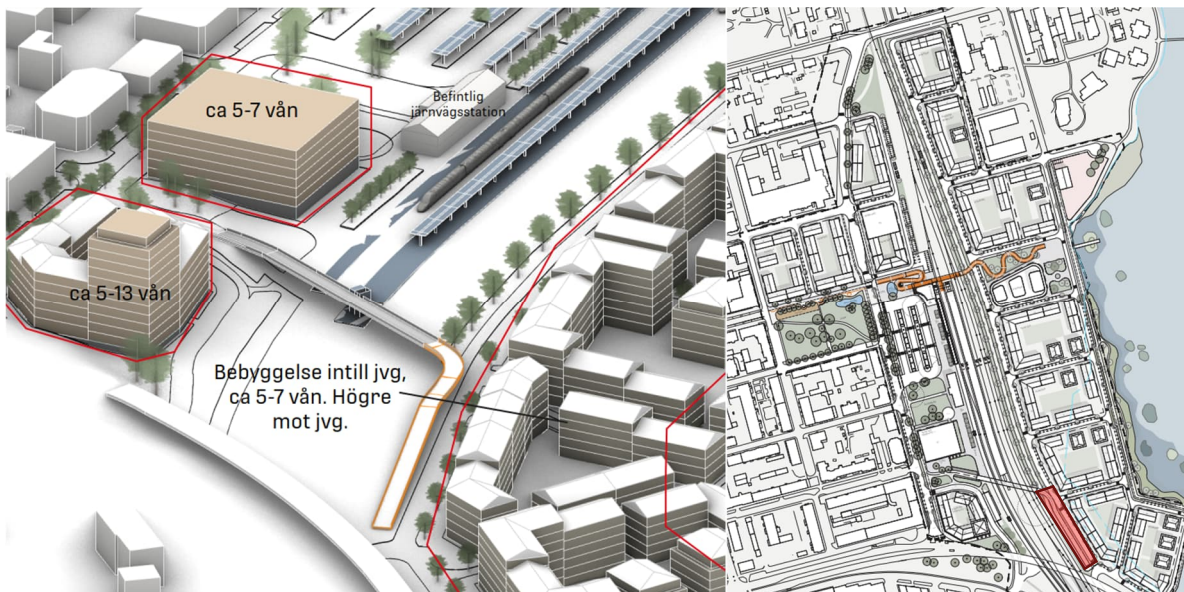 ca 5-7 vån
Befintlig
järnvägsstation
ca 5-13 vån
Bebyggelse intill jvg,
ca 5-7 vån. Högre
mot jvg.